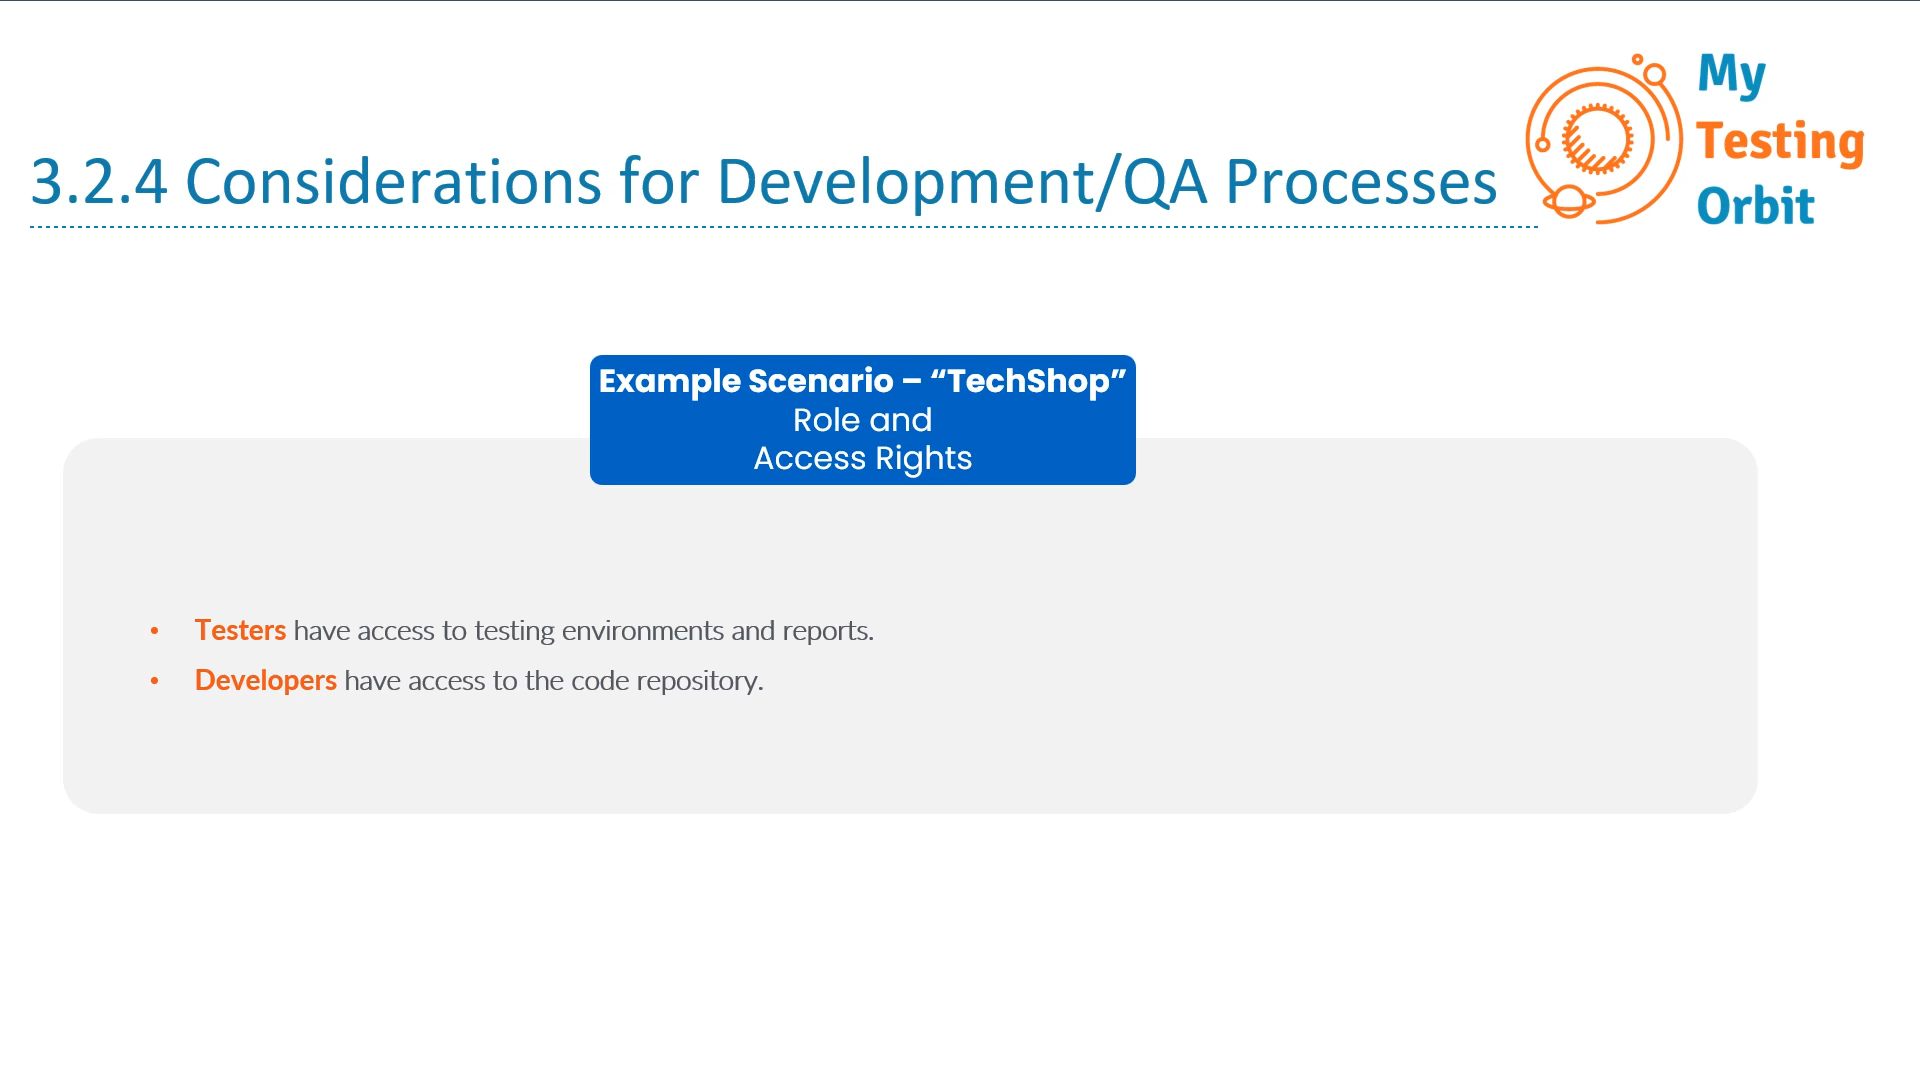 My
Testing
Orbit
3.2.4 Considerations for Development/QA Processes
Example Scenario – “TechShop”
Role and
Access Rights
• Testers have access to testing environments and reports.
• Developers have access to the code repository.